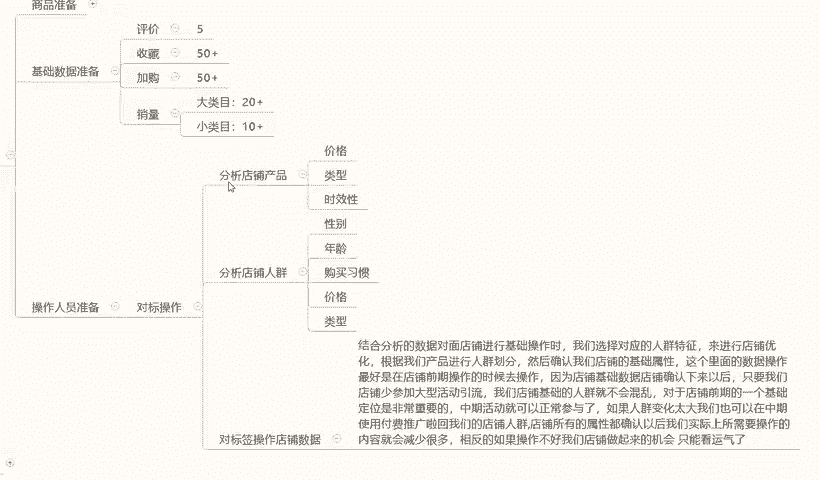 商品准备
评价 5
收藏 50+
基础数据准备
加购 50+
大类目：20+
销量
小类目：10+
价格
分析店铺产品
类型
时效性
性别
年龄
分析店铺人群
购买习惯
价格
操作人员准备
对标操作
类型
结合分析的数据对面店铺进行基础操作时，我们选择对应的人群特征，来进行店铺优
化，根据我们产品进行人群划分，然后确认我们店铺的基础属性，这个里面的数据操作
最好是在店铺前期操作的时候去操作，因为店铺基础数据店铺确认下来以后，只要我们
店铺少参加大型活动引流，我们店铺基础的人群就不会混乱，对于店铺前期的一个基础
定位是非常重要的，中期活动就可以正常参与了，如果人群变化太大我们也可以在中期
使用付费推广啦回我们的店铺人群,店铺所有的属性都确认以后我们实际上所需要操作的
对标签操作店铺数据
内容就会减少很多，相反的如果操作不好我们店铺做起来的机会 只能看运气了